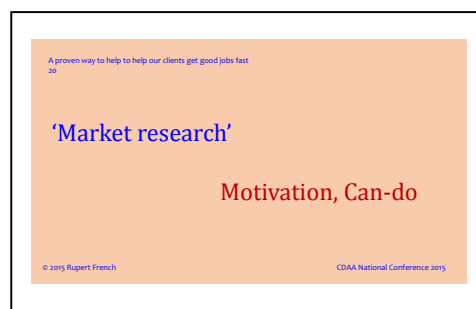 A proven way to help to help our clients get good jobs fast
20
‘Market research’
Motivation, Can-do
© 2015 Rupert French
CDAA National Conference 2015